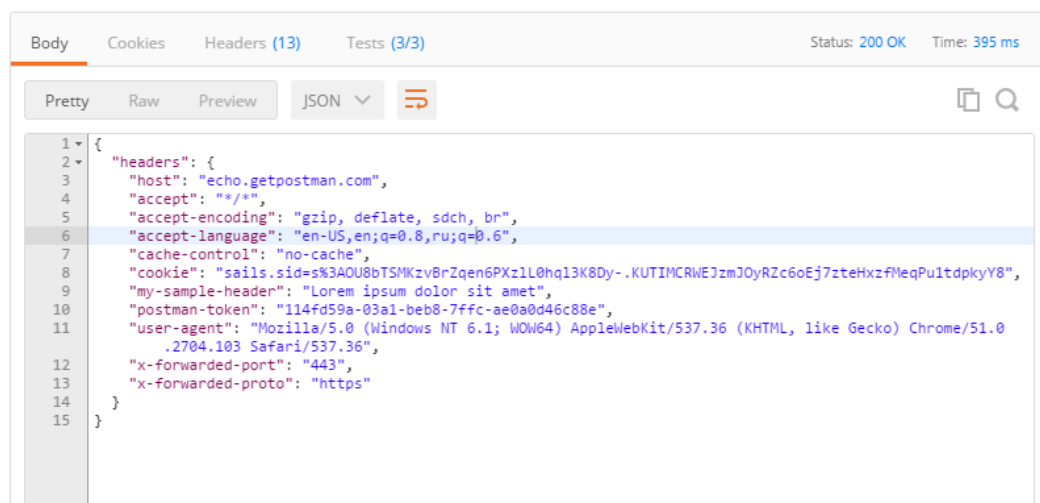 Body Cookies Headers (13) Tests (3/3) Status: 200 OK Time: 395 ms
Pretty Raw Preview JSON
1 {
2 "headers": {
3 "host": "echo.getpostman.com",
4 "accept": "*/*",
5 "accept-encoding": "gzip, deflate, sdch, br",
6 "accept-language": "en-US,en;q=0.8,ru;q=0.6",
7 "cache-control": "no-cache",
8 "cookie": "sails.sid=s%3AOU8bTSMKzvBrZqen6PXzlL0hql3K8Dy-.KUTIMCRWEJzmJOyRZc6oEj7zteHxzfMeqPu1tdpkyY8",
9 "my-sample-header": "Lorem ipsum dolor sit amet",
10 "postman-token": "114fd59a-03a1-beb8-7ffc-ae0a0d46c88e",
11 "user-agent": "Mozilla/5.0 (Windows NT 6.1; WOW64) AppleWebKit/537.36 (KHTML, like Gecko) Chrome/51.0
.2704.103 Safari/537.36",
12 "x-forwarded-port": "443",
13 "x-forwarded-proto": "https"
14 }
15 }